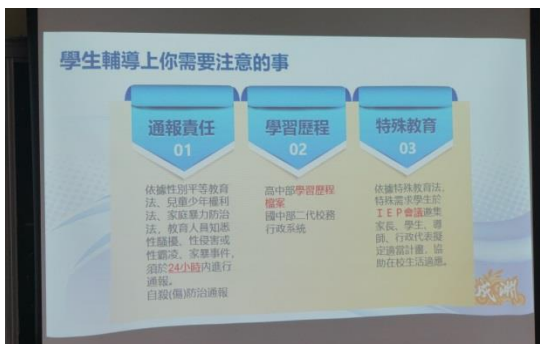 學生輔導上你需要注意的事
通報責任
01
依據性別平等教育
法、兒童少年權利
法、家庭暴力防治
法、教育人員知悉
性騷擾、性侵害或
性霸凌、家暴事件，
須於24小時內進行
通報。
自殺(傷)防治通報
學習歷程
02
高中部學習歷程
檔案
國中部二代校務
行政系統
特殊教育
03
依據特殊教育法，
特殊需求學生於
ＩＥＰ會議邀集
家長、學生、導
師、行政代表擬
定適當計畫，協
助在校生活適應。
成淵